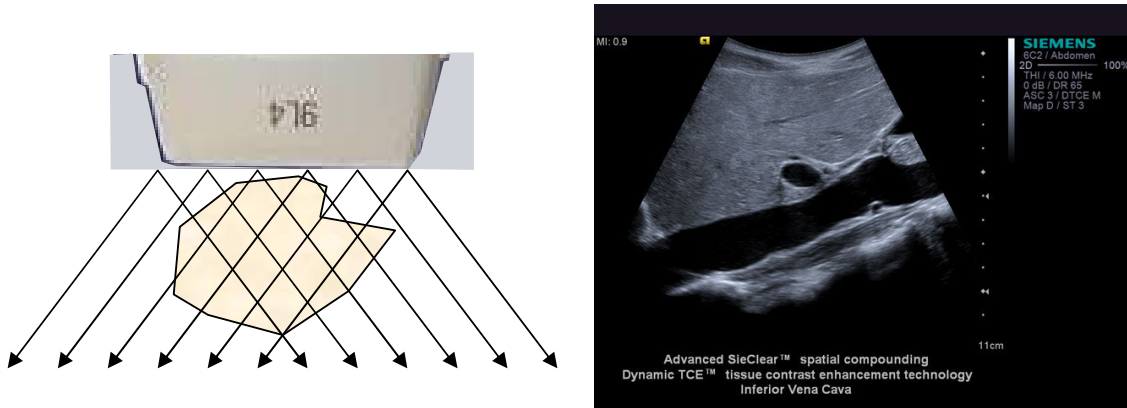 9L4
MI: 0.9
SIEMENS
6C2 / Abdomen
2D 100%
THI / 6.00 MHz
0 dB / DR 65
ASC 3 / DTCE M
Map D / ST 3
11cm
Advanced SieClear™ spatial compounding
Dynamic TCE™ tissue contrast enhancement technology
Inferior Vena Cava